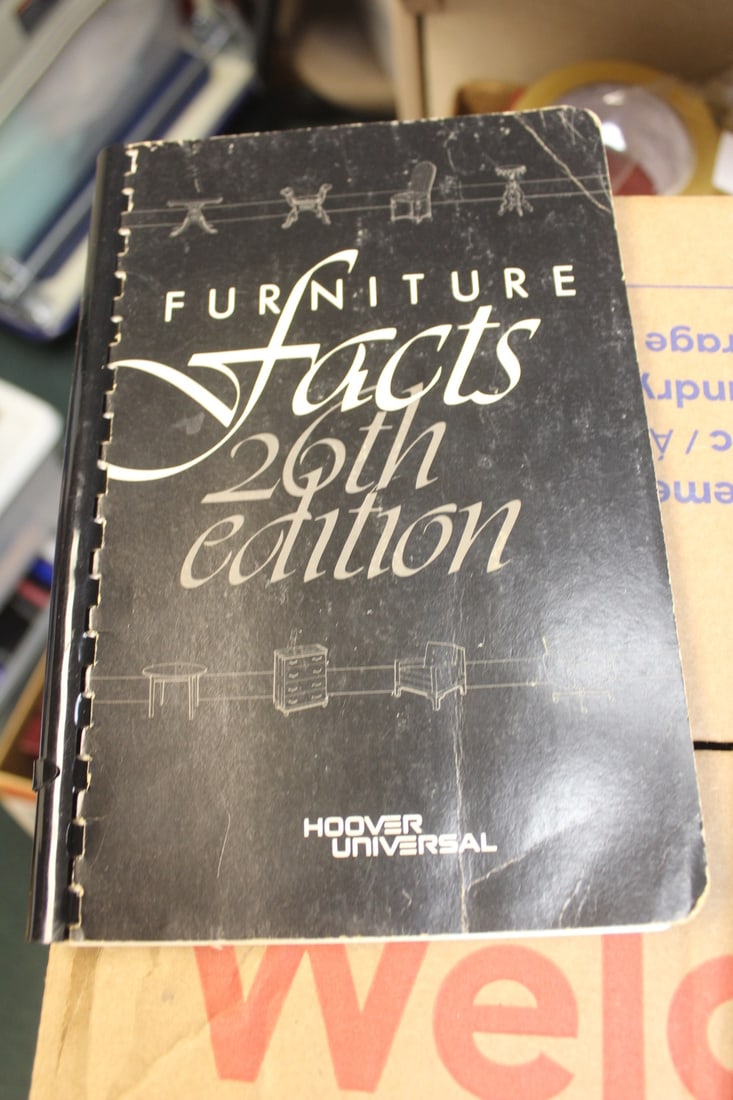 FURNITURE
facts
26th
edition
HOOVER
UNIVERSAL
Welc